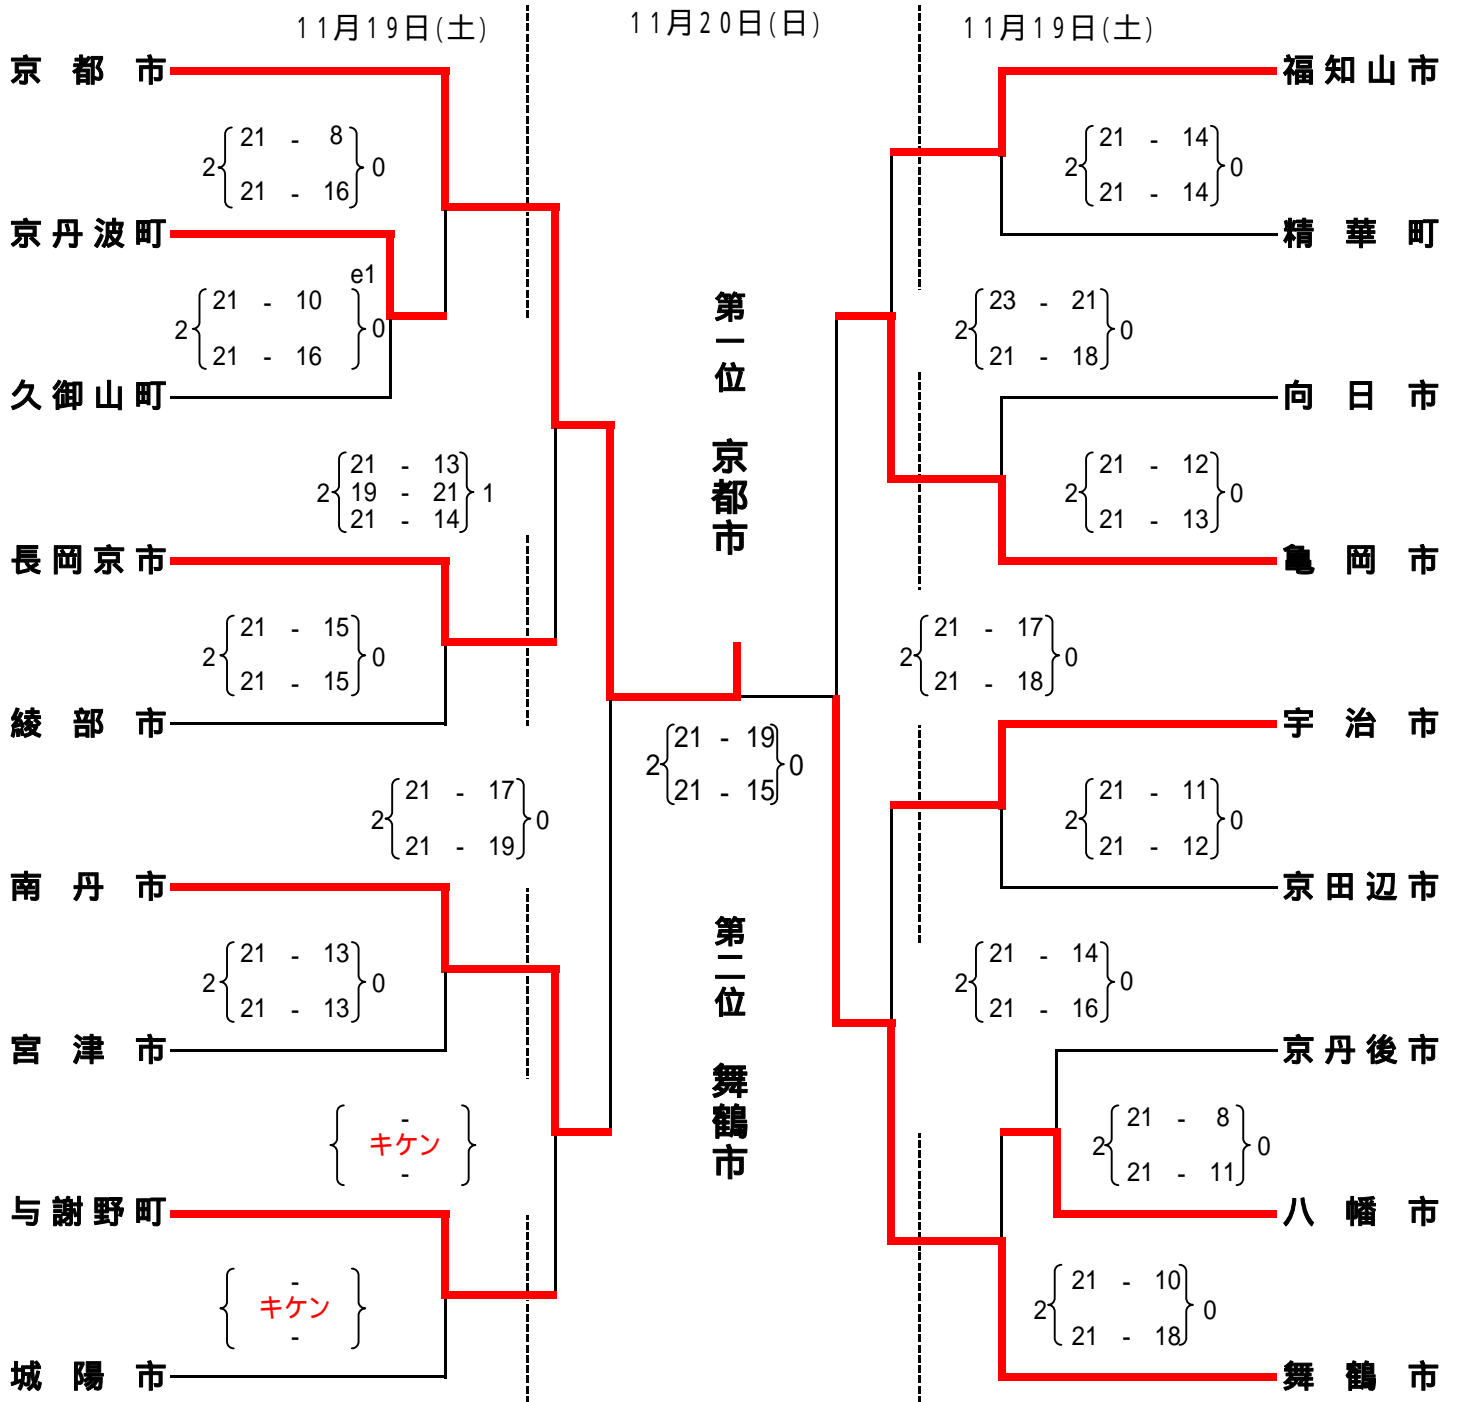 11月19日(土)
11月20日(日)
11月19日(土)
京都市
福知山市
21 - 8
2 0
21 - 16
21 - 14
2 0
21 - 14
京丹波町
精華町
e1
21 - 10
2 0
21 - 16
23 - 21
2 0
21 - 18
第一位 京都市
久御山町
向日市
21 - 13
2 19 - 21 1
21 - 14
21 - 12
2 0
21 - 13
長岡京市
亀岡市
21 - 15
2 0
21 - 15
21 - 17
2 0
21 - 18
綾部市
宇治市
21 - 19
2 0
21 - 15
21 - 17
2 0
21 - 19
21 - 11
2 0
21 - 12
南丹市
京田辺市
第二位 舞鶴市
21 - 13
2 0
21 - 13
21 - 14
2 0
21 - 16
宮津市
京丹後市
-
キケン
-
21 - 8
2 0
21 - 11
与謝野町
八幡市
-
キケン
-
21 - 10
2 0
21 - 18
城陽市
舞鶴市